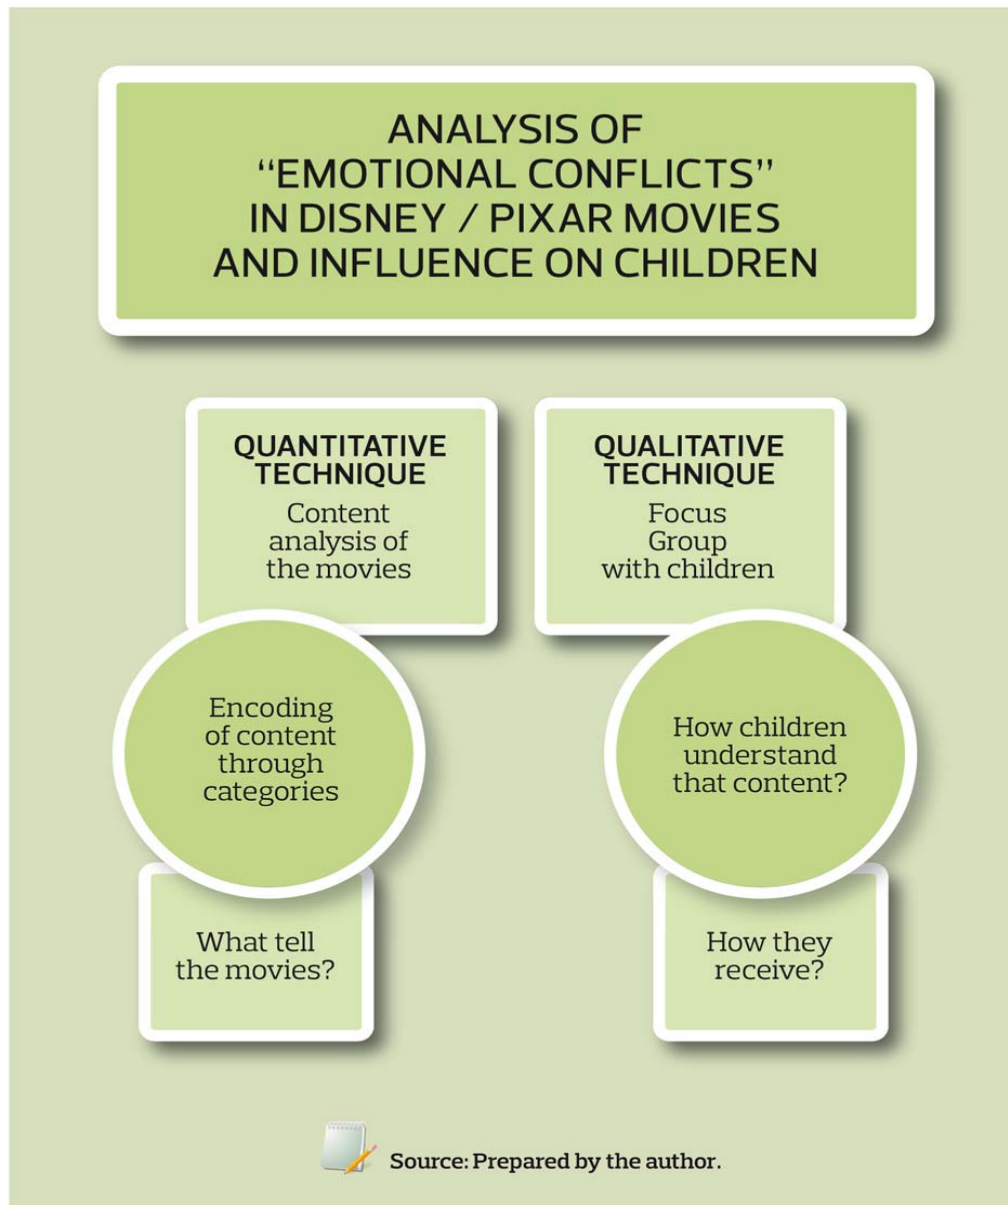 ANALYSIS OF
“EMOTIONAL CONFLICTS”
IN DISNEY / PIXAR MOVIES
AND INFLUENCE ON CHILDREN
QUANTITATIVE
TECHNIQUE
Content
analysis of
the movies
Encoding
of content
through
categories
What tell
the movies?
QUALITATIVE
TECHNIQUE
Focus
Group
with children
How children
understand
that content?
How they
receive?
Source: Prepared by the author.